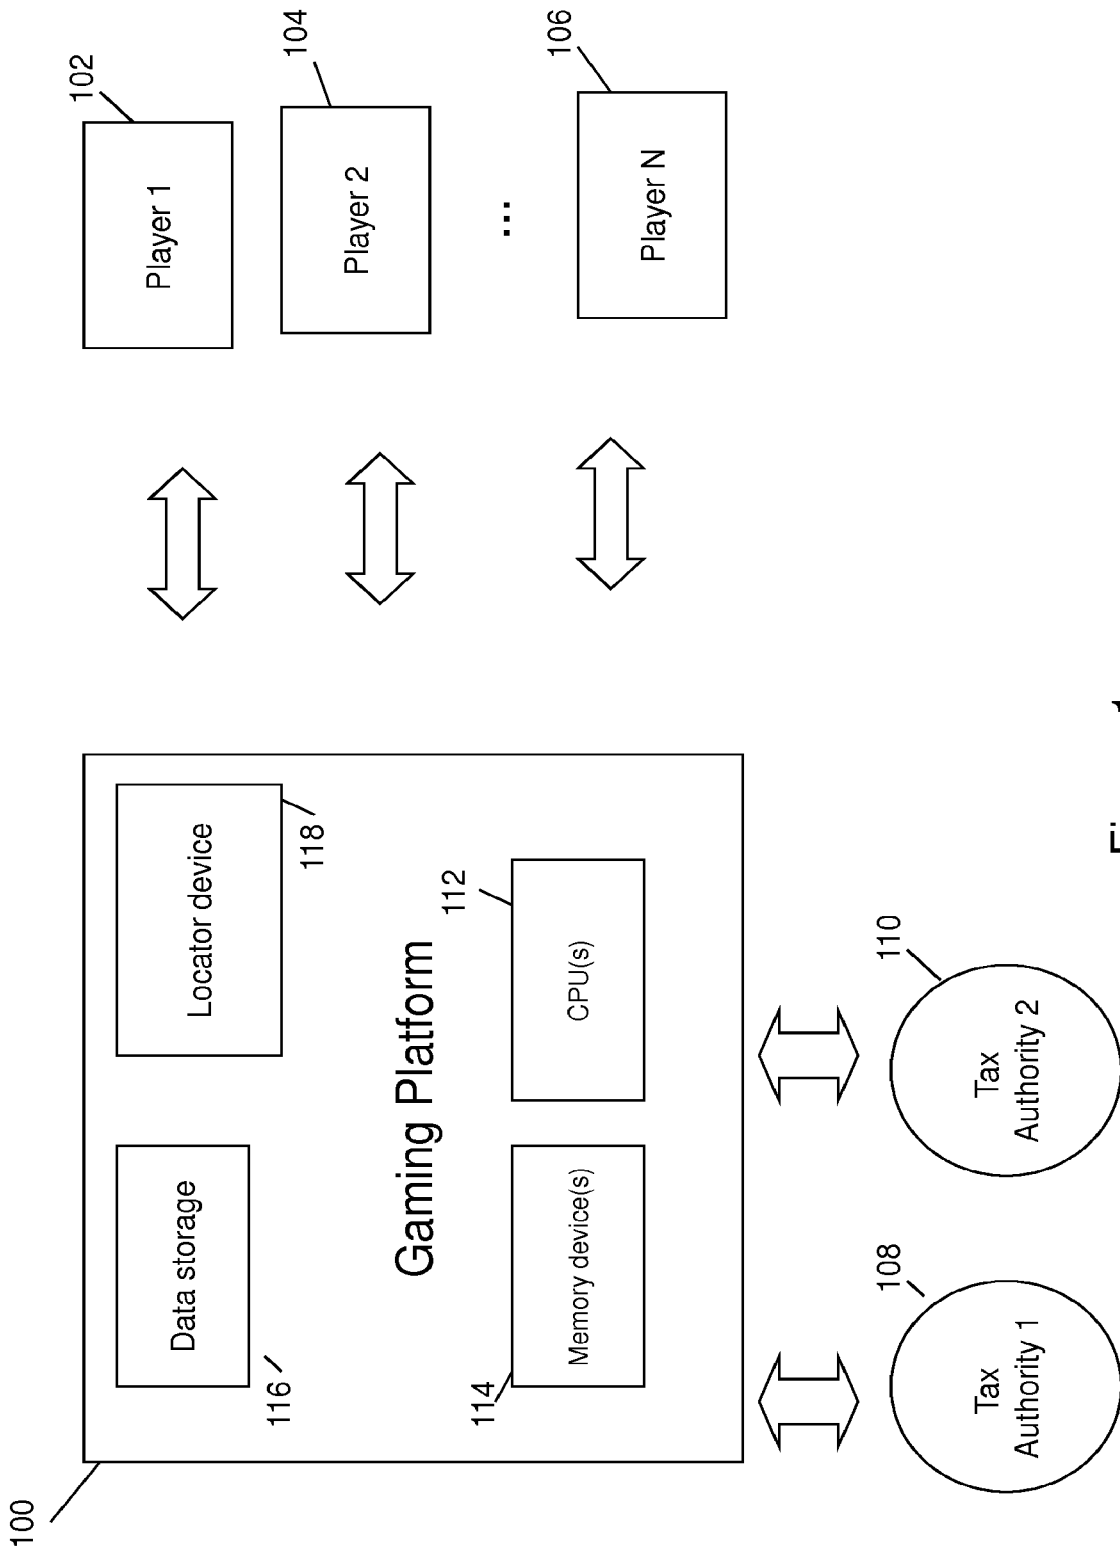 100
Data storage
116
Locator device
118
Gaming Platform
114
Memory device(s)
112
CPU(s)
102
Player 1
104
Player 2
...
106
Player N
108
Tax
Authority 1
110
Tax
Authority 2